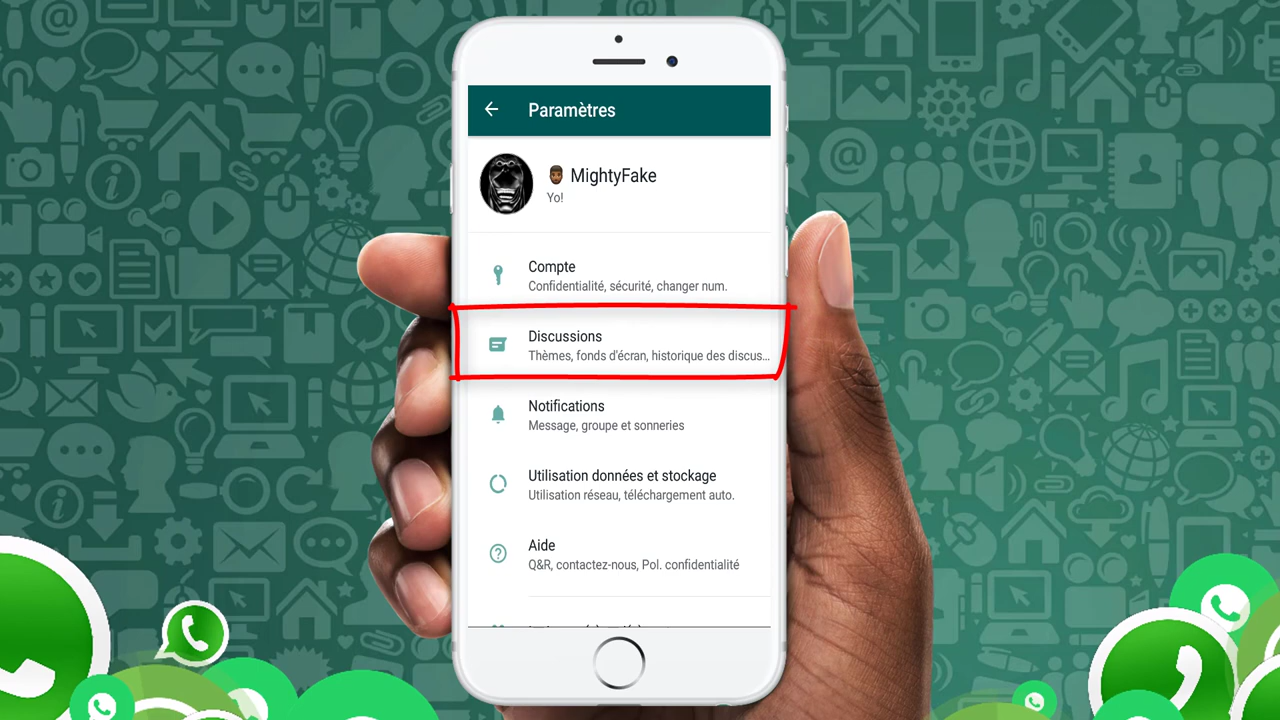 Paramètres
MightyFake
Yo!
Compte
Confidentialité, sécurité, changer num.
Discussions
Thèmes, fonds d'écran, historique des discus...
Notifications
Message, groupe et sonneries
Utilisation données et stockage
Utilisation réseau, téléchargement auto.
Aide
Q&R, contactez-nous, Pol. confidentialité